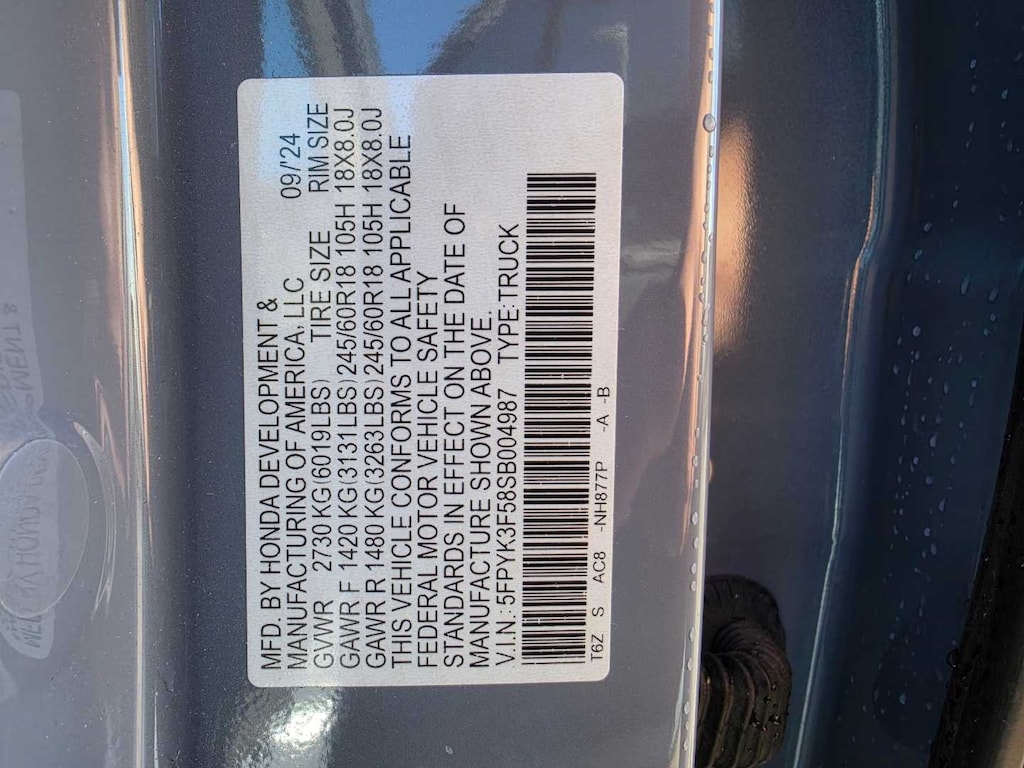 MFD. BY HONDA DEVELOPMENT &
MANUFACTURING OF AMERICA, LLC 09/'24
GVWR 2730 KG(6019LBS) TIRE SIZE RIM SIZE
GAWR F 1420 KG(3131LBS)245/60R18 105H 18X8.0J
GAWR R 1480 KG(3263LBS)245/60R18 105H 18X8.0J
THIS VEHICLE CONFORMS TO ALL APPLICABLE
FEDERAL MOTOR VEHICLE SAFETY
STANDARDS IN EFFECT ON THE DATE OF
MANUFACTURE SHOWN ABOVE.
V.I.N.: 5FPYK3F58SB004987 TYPE:TRUCK
T6Z S AC8 -NH877P -A -B